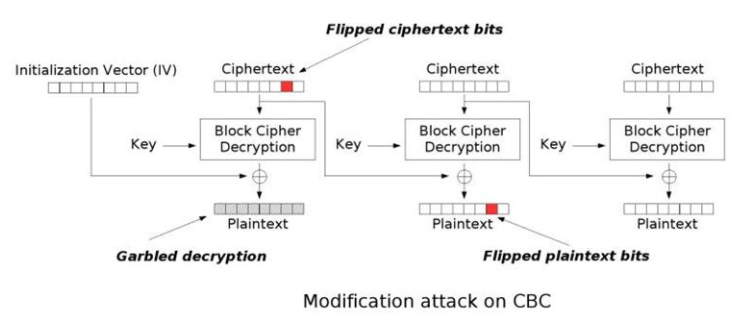 Flipped ciphertext bits
Initialization Vector (IV)
Ciphertext
Ciphertext
Ciphertext
Key
Block Cipher
Decryption
Key
Block Cipher
Decryption
Key
Block Cipher
Decryption
Plaintext
Plaintext
Plaintext
Garbled decryption
Flipped plaintext bits
Modification attack on CBC